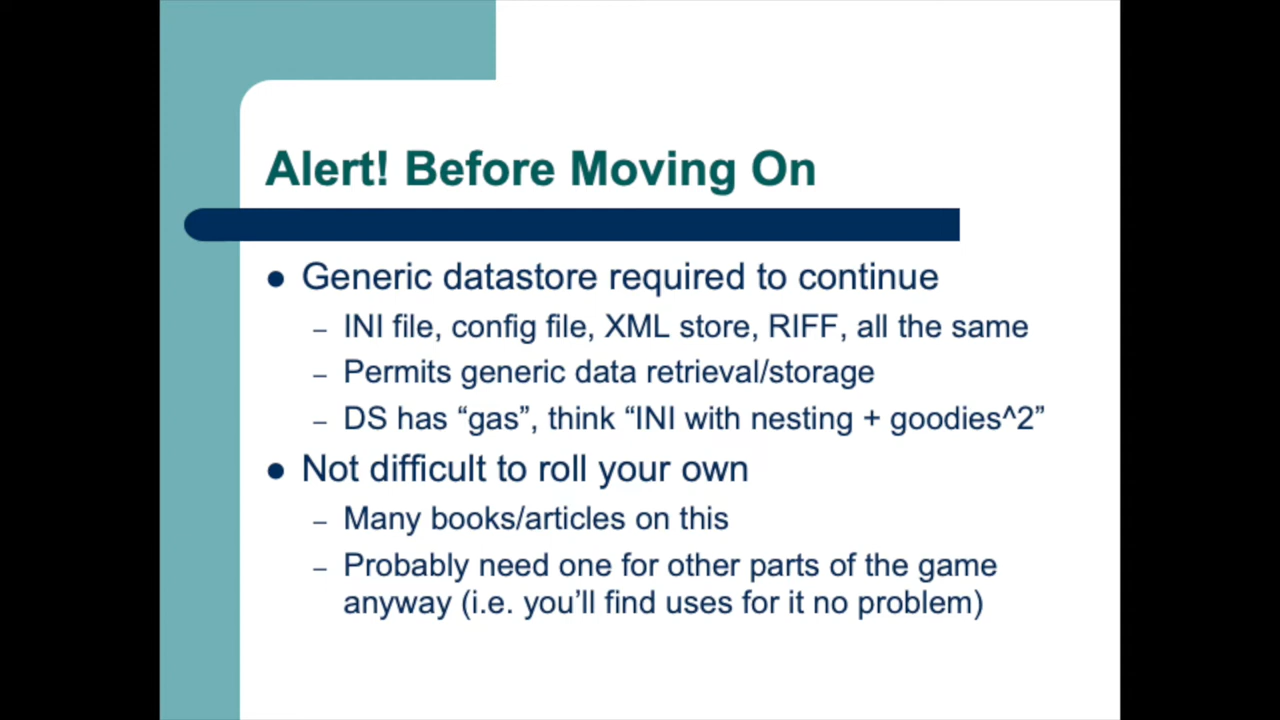 Alert! Before Moving On
● Generic datastore required to continue
– INI file, config file, XML store, RIFF, all the same
– Permits generic data retrieval/storage
– DS has “gas”, think “INI with nesting + goodies^2”
● Not difficult to roll your own
– Many books/articles on this
– Probably need one for other parts of the game
anyway (i.e. you’ll find uses for it no problem)